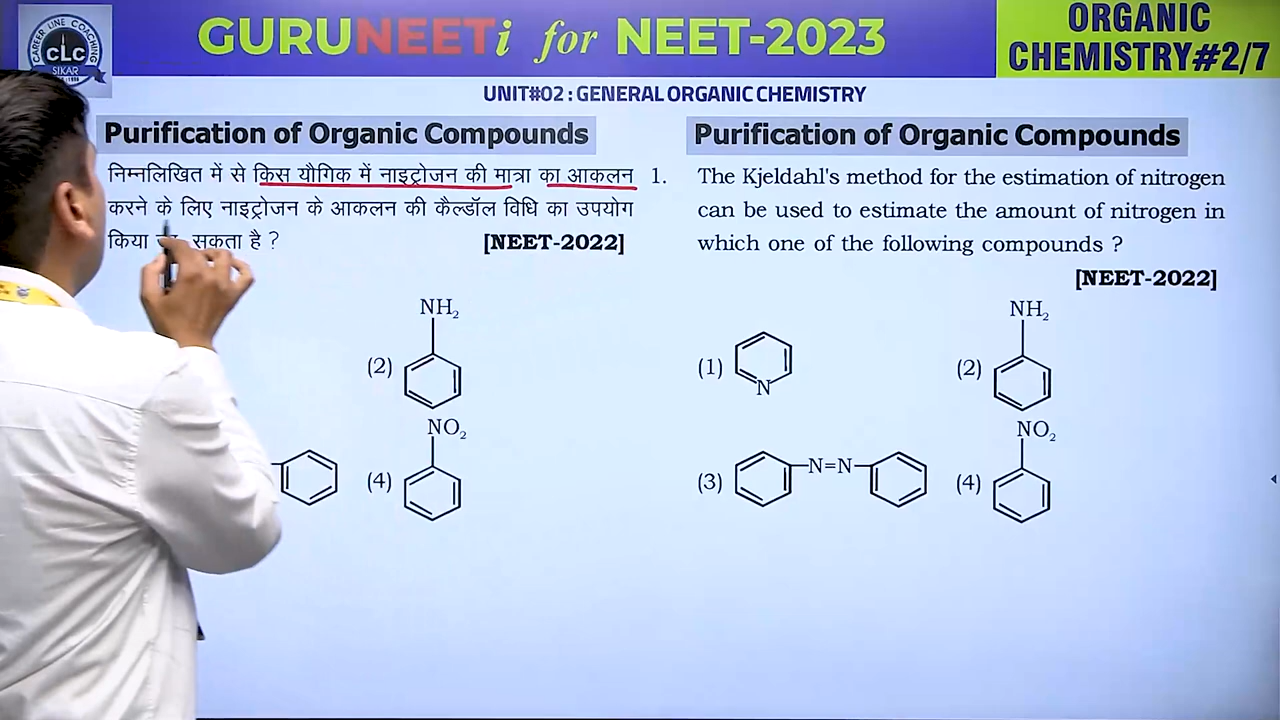 CAREER LINE COACHING
CLC
SIKAR
GURUNEETi for NEET-2023
ORGANIC
CHEMISTRY#2/7
UNIT#02 : GENERAL ORGANIC CHEMISTRY
Purification of Organic Compounds
निम्नलिखित में से किस यौगिक में नाइट्रोजन की मात्रा का आकलन
करने के लिए नाइट्रोजन के आकलन की कैल्डॉल विधि का उपयोग
किया सकता है ? [NEET-2022]
NH₂
(2)
NO₂
(4)
Purification of Organic Compounds
1. The Kjeldahl's method for the estimation of nitrogen
can be used to estimate the amount of nitrogen in
which one of the following compounds ?
[NEET-2022]
NH₂
(1) (2)
N
NO₂
(3) N=N (4)